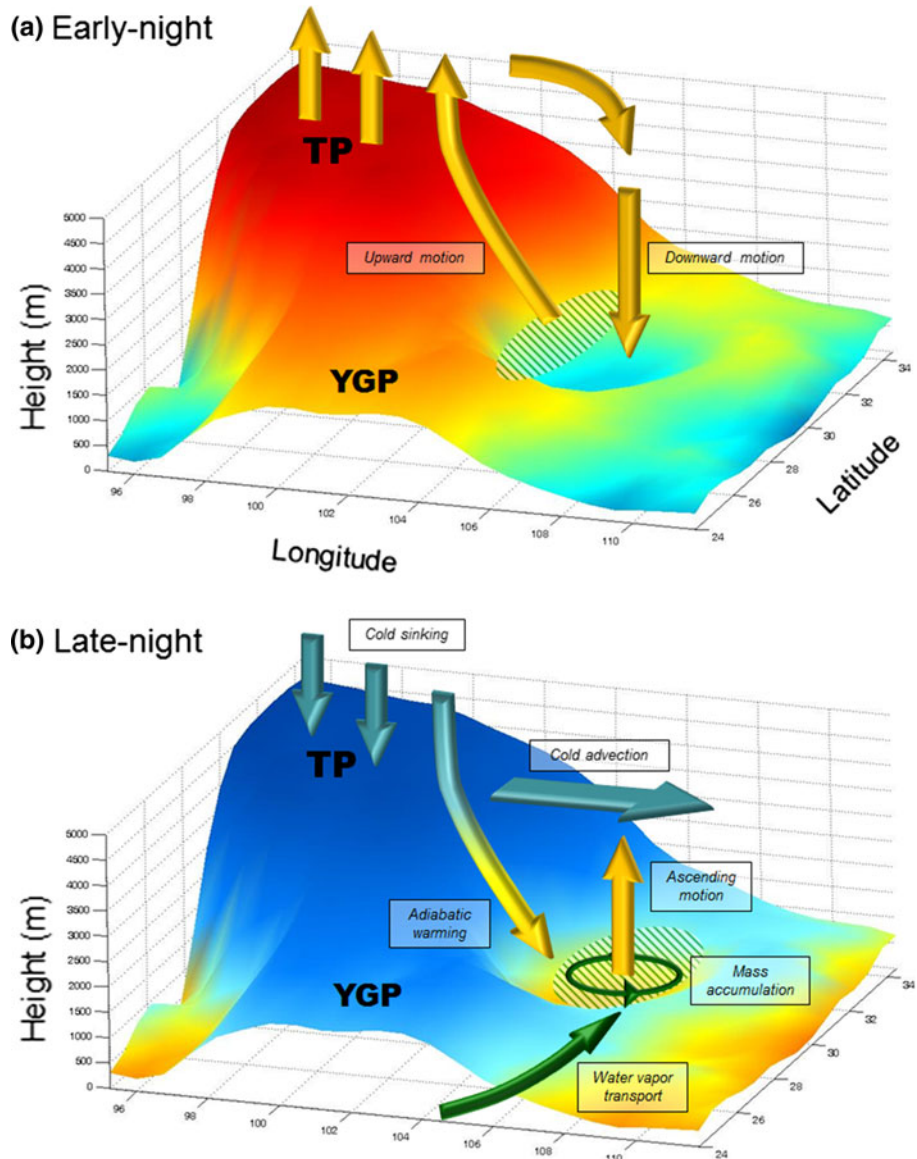 (a) Early-night
TP
Upward motion
Downward motion
YGP
Height (m)
5000
4500
4000
3500
3000
2500
2000
1500
1000
500
0
96
98
100
102
104
106
108
110
Longitude
24
26
28
30
32
34
Latitude
(b) Late-night
Cold sinking
TP
Cold advection
Ascending
motion
Adiabatic
warming
YGP
Mass
accumulation
Water vapor
transport
Height (m)
5000
4500
4000
3500
3000
2500
2000
1500
1000
500
0
96
98
100
102
104
106
108
110
24
26
28
30
32
34